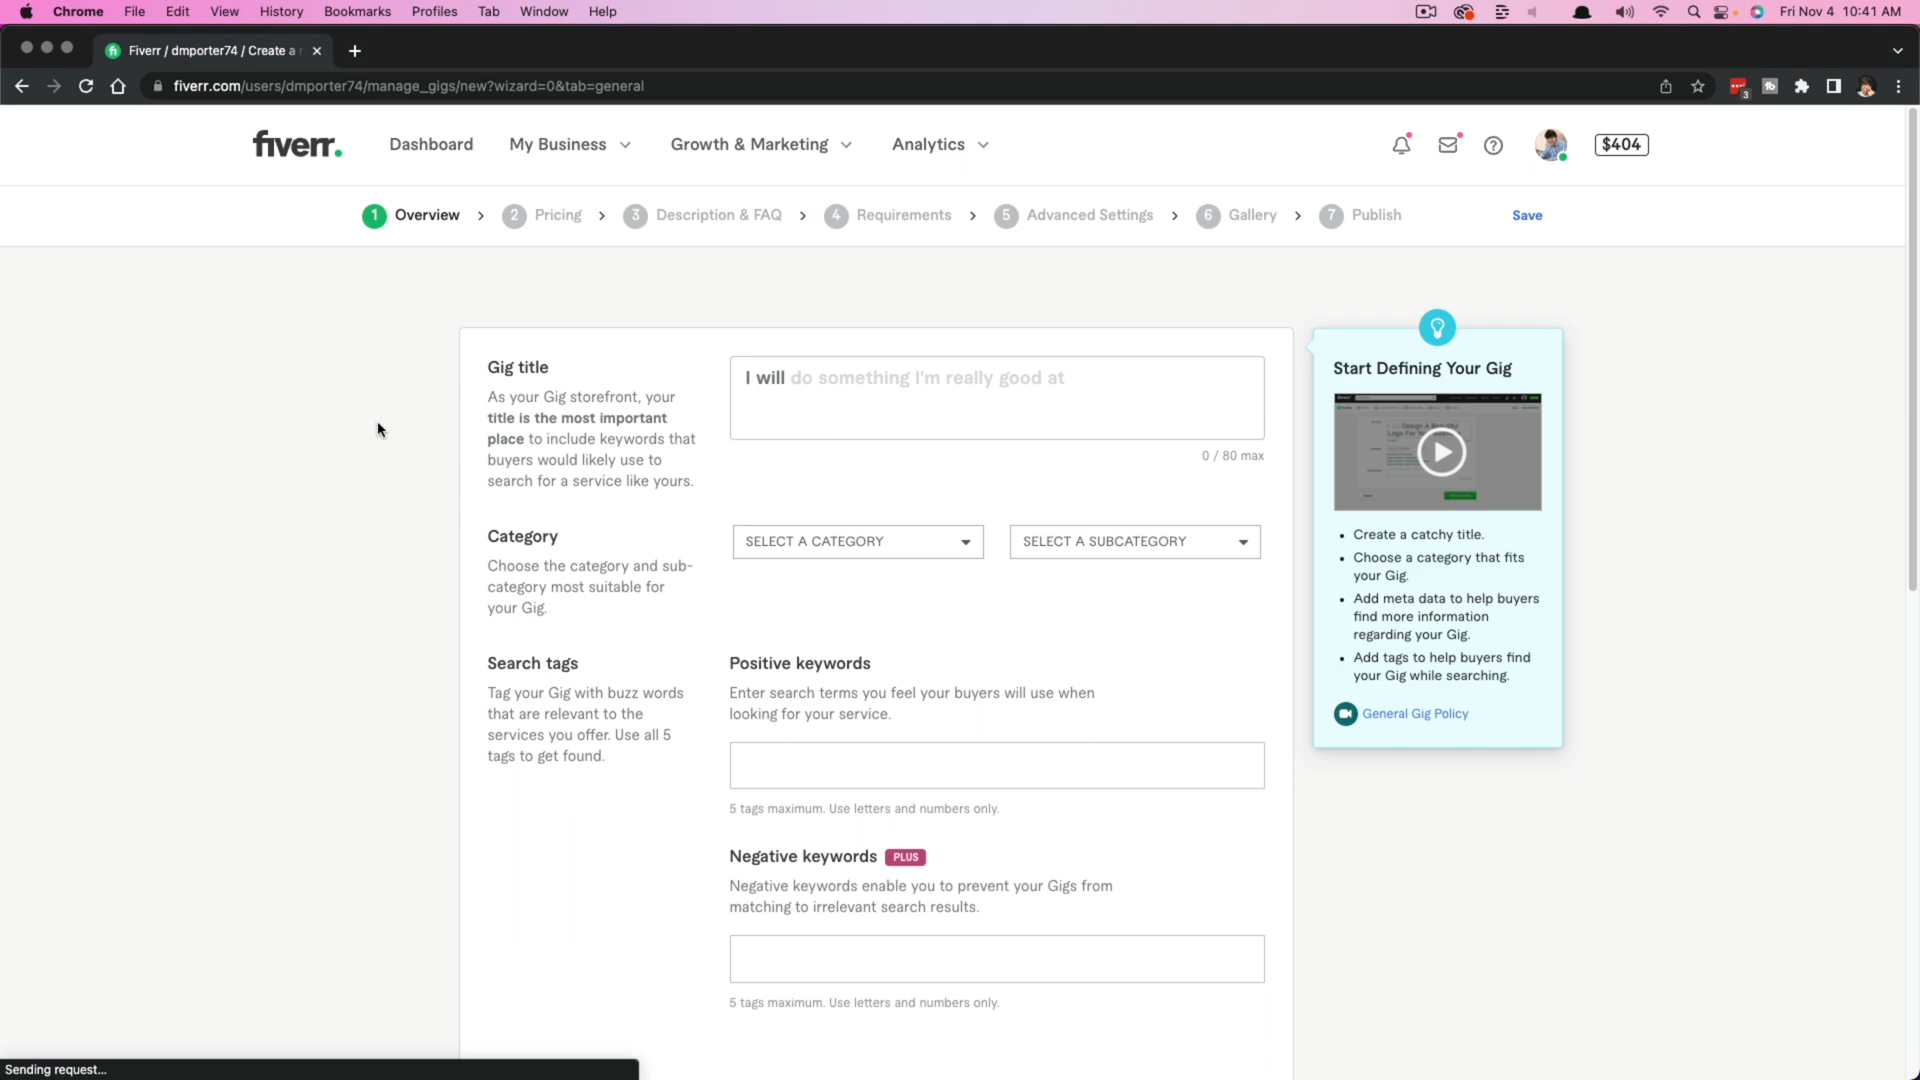 Chrome File Edit View History Bookmarks Profiles Tab Window Help Fri Nov 4 10:41 AM
Fiverr / dmporter74 / Create a
fiverr.com/users/dmporter74/manage_gigs/new?wizard=0&tab=general
3
fiverr. Dashboard My Business Growth & Marketing Analytics $404
1 Overview 2 Pricing 3 Description & FAQ 4 Requirements 5 Advanced Settings 6 Gallery 7 Publish Save
Gig title
As your Gig storefront, your
title is the most important
place to include keywords that
buyers would likely use to
search for a service like yours.
I will do something I'm really good at
0 / 80 max
Category
Choose the category and sub-
category most suitable for
your Gig.
SELECT A CATEGORY
SELECT A SUBCATEGORY
Search tags
Tag your Gig with buzz words
that are relevant to the
services you offer. Use all 5
tags to get found.
Positive keywords
Enter search terms you feel your buyers will use when
looking for your service.
5 tags maximum. Use letters and numbers only.
Negative keywords PLUS
Negative keywords enable you to prevent your Gigs from
matching to irrelevant search results.
5 tags maximum. Use letters and numbers only.
Start Defining Your Gig
• Create a catchy title.
• Choose a category that fits
your Gig.
• Add meta data to help buyers
find more information
regarding your Gig.
• Add tags to help buyers find
your Gig while searching.
General Gig Policy
Sending request...